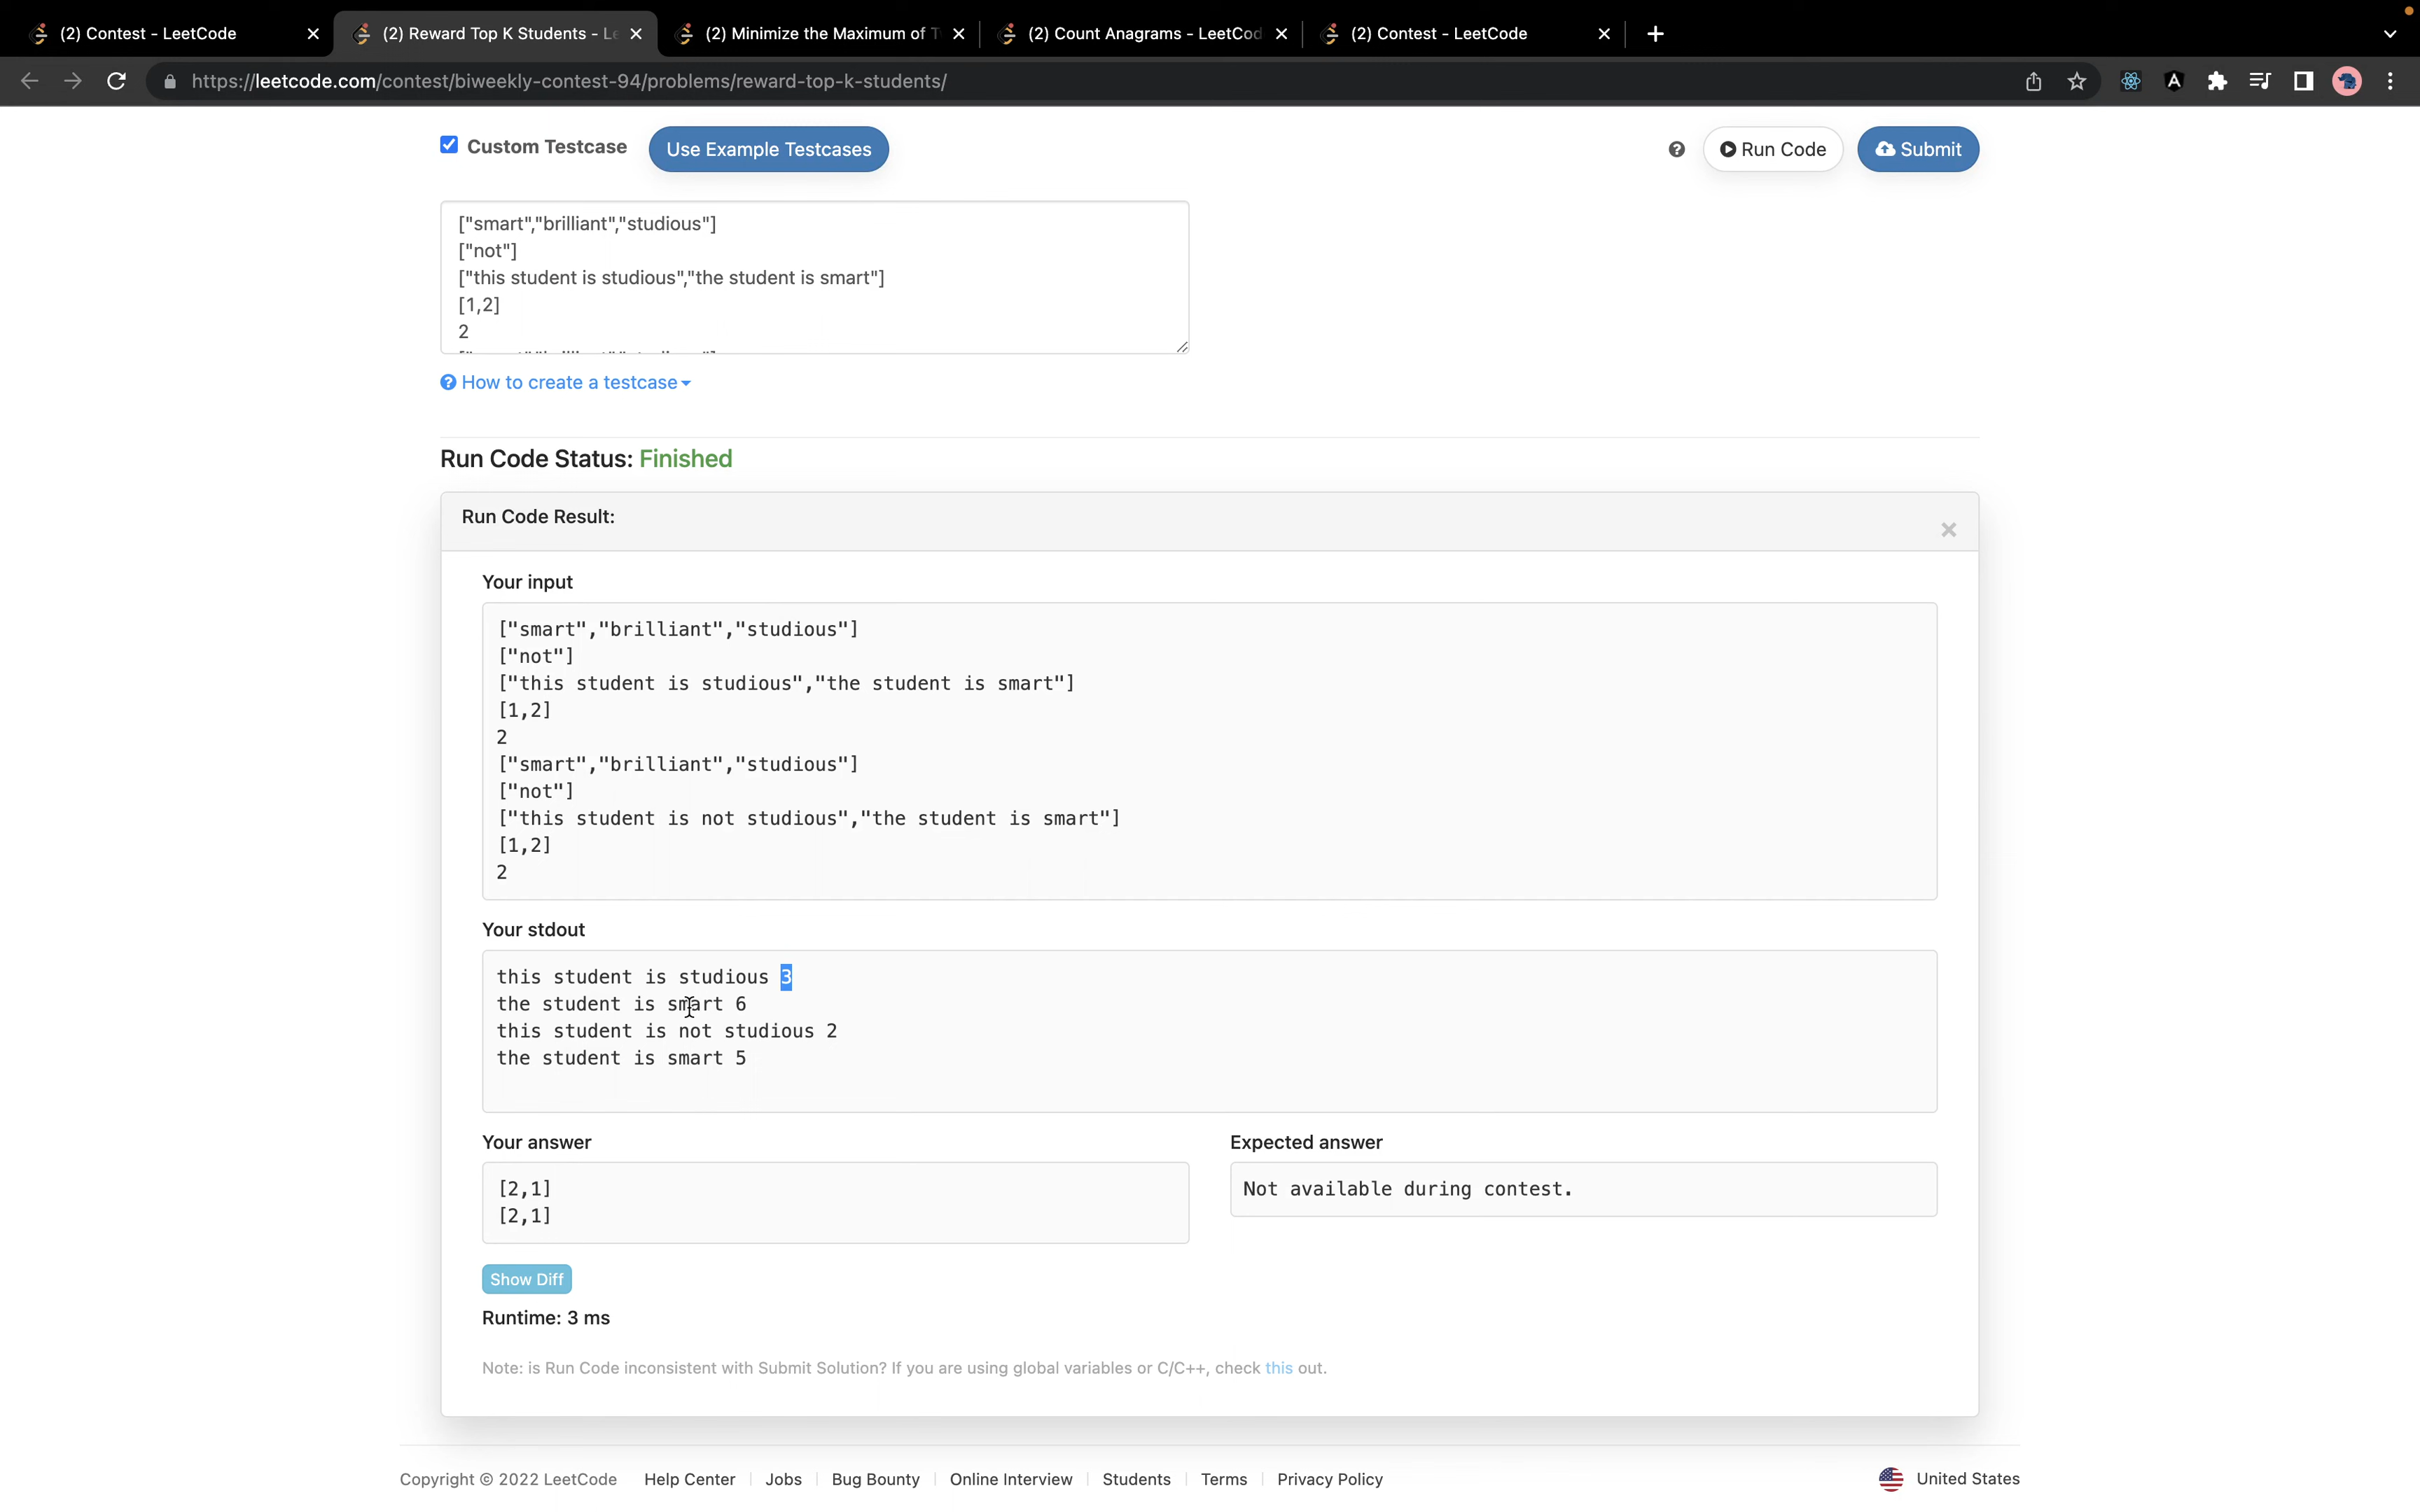 (2) Contest - LeetCode
(2) Reward Top K Students - Le
(2) Minimize the Maximum of T
(2) Count Anagrams - LeetCod
(2) Contest - LeetCode
https://leetcode.com/contest/biweekly-contest-94/problems/reward-top-k-students/
Custom Testcase
Use Example Testcases
Run Code
Submit
["smart","brilliant","studious"]
["not"]
["this student is studious","the student is smart"]
[1,2]
2
How to create a testcase
Run Code Status: Finished
Run Code Result:
Your input
["smart","brilliant","studious"]
["not"]
["this student is studious","the student is smart"]
[1,2]
2
["smart","brilliant","studious"]
["not"]
["this student is not studious","the student is smart"]
[1,2]
2
Your stdout
this student is studious 3
the student is smart 6
this student is not studious 2
the student is smart 5
Your answer
Expected answer
[2,1]
[2,1]
Not available during contest.
Show Diff
Runtime: 3 ms
Note: is Run Code inconsistent with Submit Solution? If you are using global variables or C/C++, check this out.
Copyright © 2022 LeetCode
Help Center
Jobs
Bug Bounty
Online Interview
Students
Terms
Privacy Policy
United States